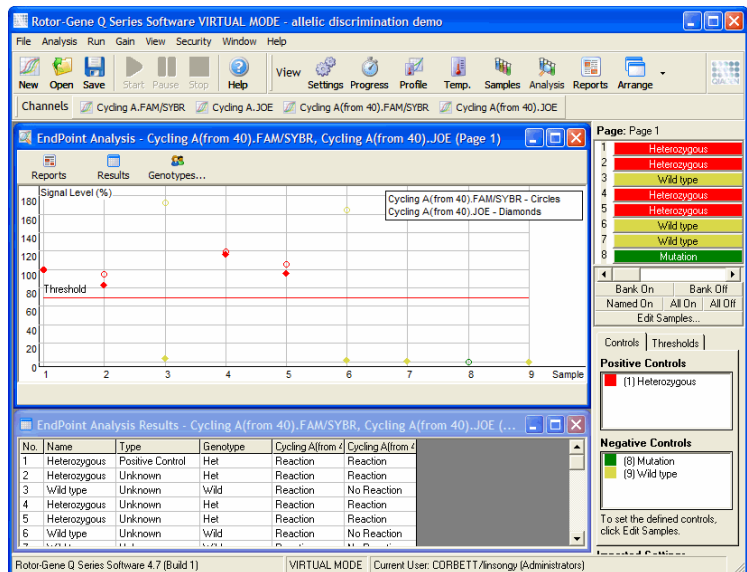 Rotor-Gene Q Series Software VIRTUAL MODE - allelic discrimination demo
File Analysis Run Gain View Security Window Help
New Open Save Start Pause Stop Help View Settings Progress Profile Temp. Samples Analysis Reports Arrange
QIAGEN
Channels Cycling A.FAM/SYBR Cycling A.JOE Cycling A(from 40).FAM/SYBR Cycling A(from 40).JOE
EndPoint Analysis - Cycling A(from 40).FAM/SYBR, Cycling A(from 40).JOE (Page 1)
Reports Results Genotypes...
Signal Level (%)
Cycling A(from 40).FAM/SYBR - Circles
Cycling A(from 40).JOE - Diamonds
180
160
140
120
100
80
Threshold
60
40
20
0
1 2 3 4 5 6 7 8 9 Sample
EndPoint Analysis Results - Cycling A(from 40).FAM/SYBR, Cycling A(from 40).JOE (...
No. Name Type Genotype Cycling A(from 4 Cycling A(from 4
1 Heterozygous Positive Control Het Reaction Reaction
2 Heterozygous Unknown Het Reaction Reaction
3 Wild type Unknown Wild Reaction No Reaction
4 Heterozygous Unknown Het Reaction Reaction
5 Heterozygous Unknown Het Reaction Reaction
6 Wild type Unknown Wild Reaction No Reaction
Page: Page 1
1 Heterozygous
2 Heterozygous
3 Wild type
4 Heterozygous
5 Heterozygous
6 Wild type
7 Wild type
8 Mutation
Bank On Bank Off
Named On All On All Off
Edit Samples...
Controls Thresholds
Positive Controls
(1) Heterozygous
Negative Controls
(8) Mutation
(9) Wild type
To set the defined controls,
click Edit Samples.
Imported Settings
Rotor-Gene Q Series Software 4.7 (Build 1) VIRTUAL MODE Current User: CORBETT/linsongy (Administrators)